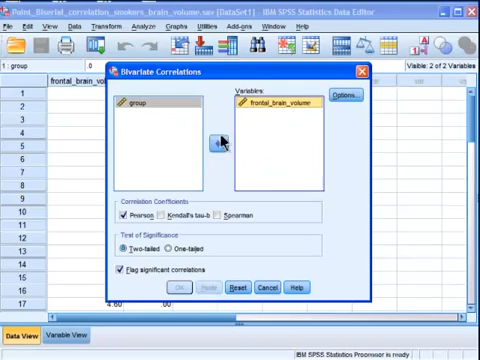 Point_Biserial_correlation_smokers_brain_volume.sav [DataSet1] - IBM SPSS Statistics Data Editor
File Edit View Data Transform Analyze Graphs Utilities Add-ons Window Help
1 : group 0 Visible: 2 of 2 Variables
frontal_brain_vo var var
Bivariate Correlations
Variables:
group
frontal_brain_volume
Options...
Correlation Coefficients
Pearson Kendall's tau-b Spearman
Test of Significance
Two-tailed One-tailed
Flag significant correlations
OK Paste Reset Cancel Help
1
2
3
4
5
6
7
8
9
10
11
12
13
14
15
16
17 4.60 .00
Data View Variable View
IBM SPSS Statistics Processor is ready